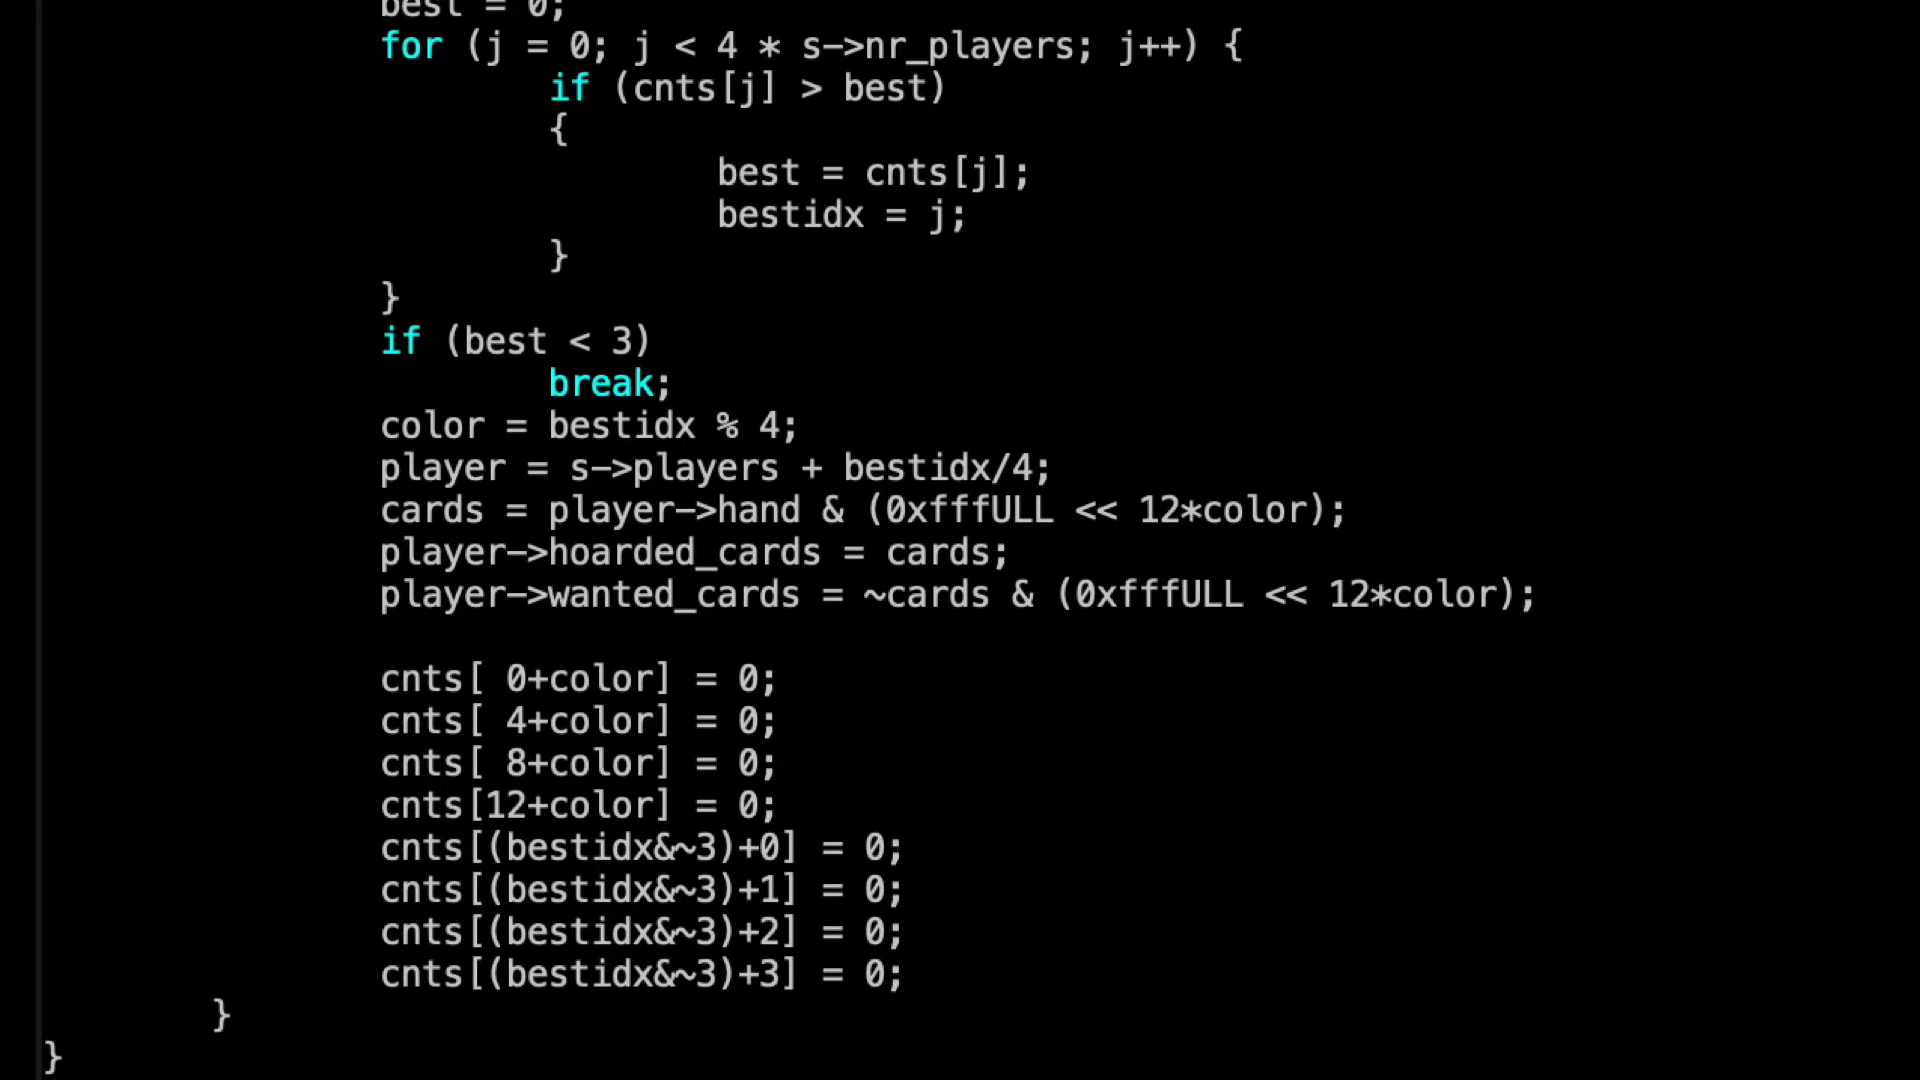 best = 0;
for (j = 0; j < 4 * s->nr_players; j++) {
if (cnts[j] > best)
{
best = cnts[j];
bestidx = j;
}
}
if (best < 3)
break;
color = bestidx % 4;
player = s->players + bestidx/4;
cards = player->hand & (0xfffULL << 12*color);
player->hoarded_cards = cards;
player->wanted_cards = ~cards & (0xfffULL << 12*color);
cnts[ 0+color] = 0;
cnts[ 4+color] = 0;
cnts[ 8+color] = 0;
cnts[12+color] = 0;
cnts[(bestidx&~3)+0] = 0;
cnts[(bestidx&~3)+1] = 0;
cnts[(bestidx&~3)+2] = 0;
cnts[(bestidx&~3)+3] = 0;
}
}